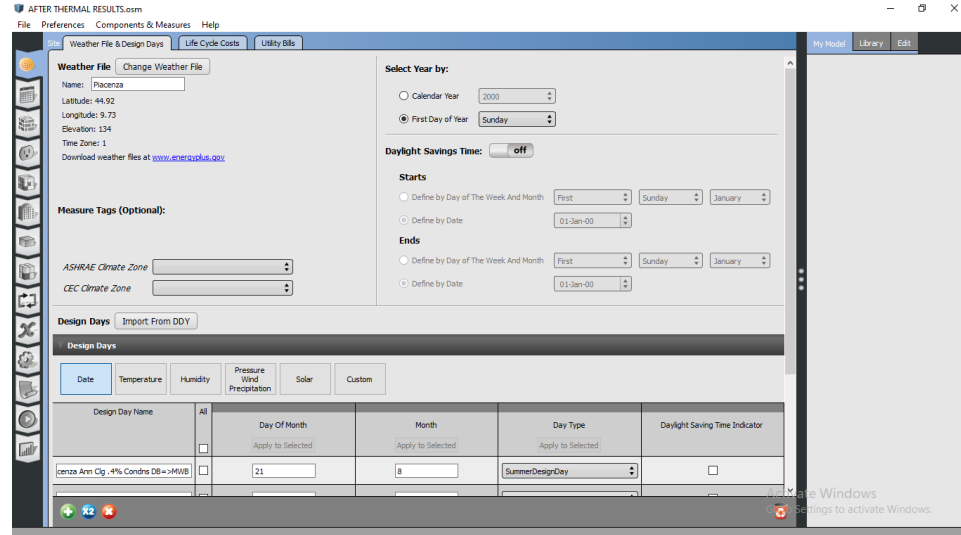 AFTER THERMAL RESULTS.osm
File Preferences Components & Measures Help
Site Weather File & Design Days Life Cycle Costs Utility Bills
My Model Library Edit
Weather File Change Weather File
Name: Piacenza
Latitude: 44.92
Longitude: 9.73
Elevation: 134
Time Zone: 1
Download weather files at www.energyplus.gov
Measure Tags (Optional):
ASHRAE Climate Zone
CEC Climate Zone
Select Year by:
Calendar Year 2000
First Day of Year Sunday
Daylight Savings Time: off
Starts
Define by Day of The Week And Month First Sunday January
Define by Date 01-Jan-00
Ends
Define by Day of The Week And Month First Sunday January
Define by Date 01-Jan-00
Design Days Import From DDY
Design Days
Date Temperature Humidity Pressure Wind Precipitation Solar Custom
Design Day Name All Day Of Month Month Day Type Daylight Saving Time Indicator
Apply to Selected Apply to Selected Apply to Selected
cenza Ann Clg .4% Condns DB=>MWB 21 8 SummerDesignDay
X2
Activate Windows
Go to Settings to activate Windows.